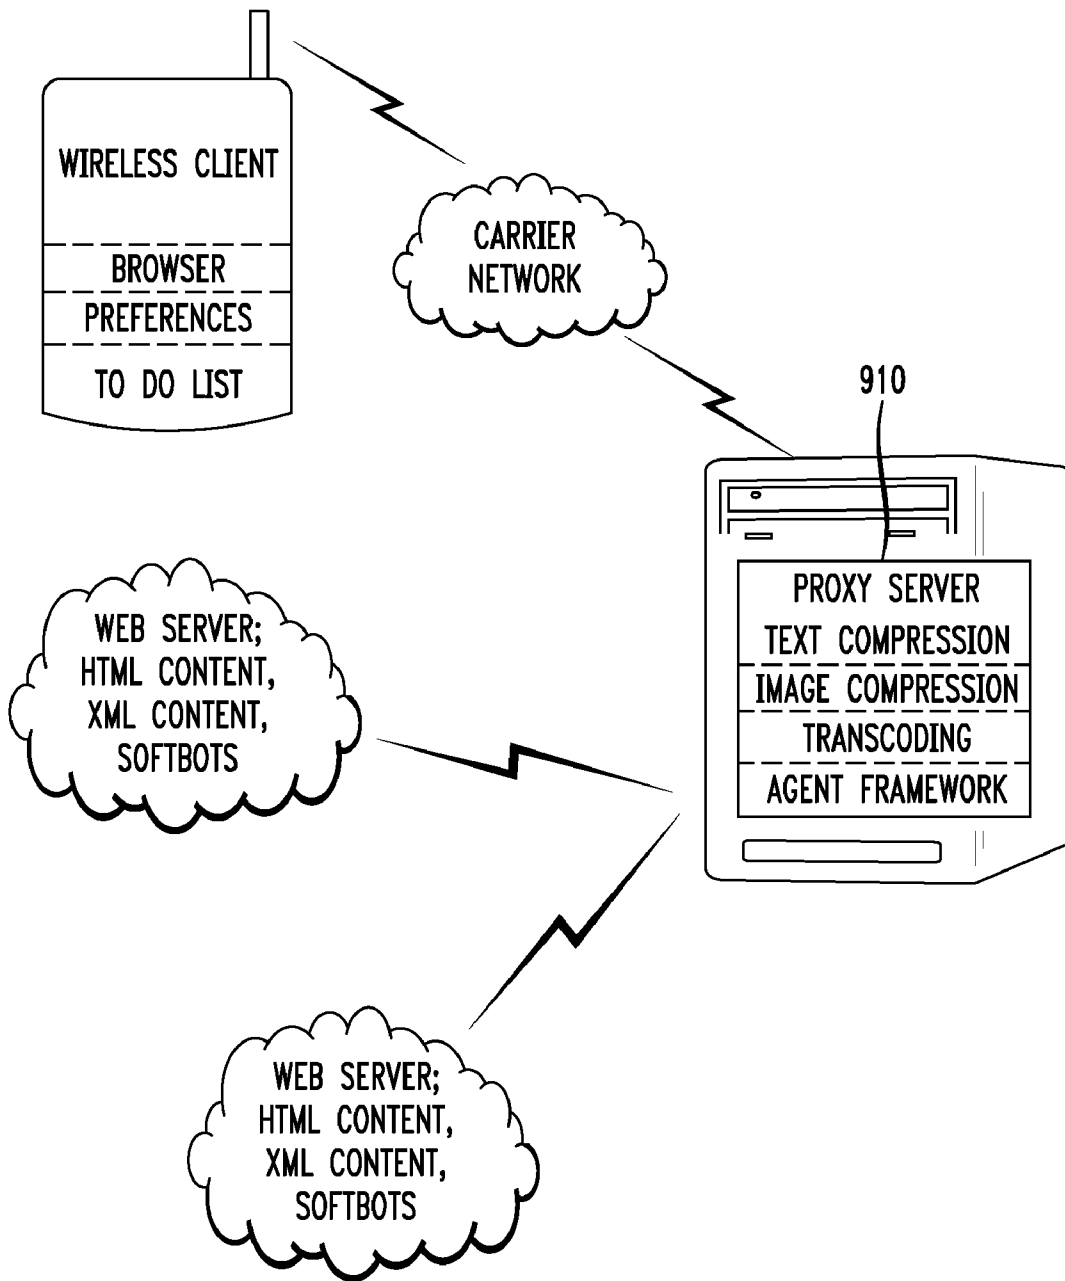 WIRELESS CLIENT
BROWSER
PREFERENCES
TO DO LIST
CARRIER
NETWORK
910
PROXY SERVER
TEXT COMPRESSION
IMAGE COMPRESSION
TRANSCODING
AGENT FRAMEWORK
WEB SERVER;
HTML CONTENT,
XML CONTENT,
SOFTBOTS
WEB SERVER;
HTML CONTENT,
XML CONTENT,
SOFTBOTS